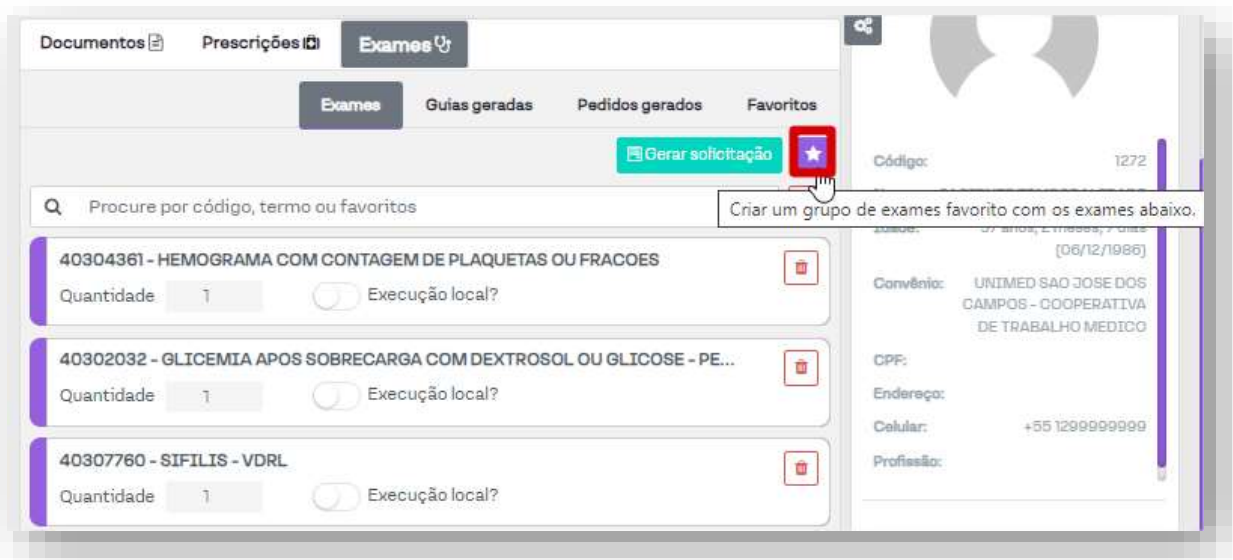 Documentos
Prescrições
Exames
Exames
Guias geradas
Pedidos gerados
Favoritos
Gerar solicitação
Procure por código, termo ou favoritos
Criar um grupo de exames favorito com os exames abaixo.
40304361 - HEMOGRAMA COM CONTAGEM DE PLAQUETAS OU FRACOES
Quantidade 1 Execução local?
40302032 - GLICEMIA APOS SOBRECARGA COM DEXTROSOL OU GLICOSE - PE...
Quantidade 1 Execução local?
40307760 - SIFILIS - VDRL
Quantidade 1 Execução local?
Código: 1272
(06/12/1986)
Convênio: UNIMED SAO JOSE DOS
CAMPOS - COOPERATIVA
DE TRABALHO MEDICO
CPF:
Endereço:
Celular: +55 1299999999
Profissão: